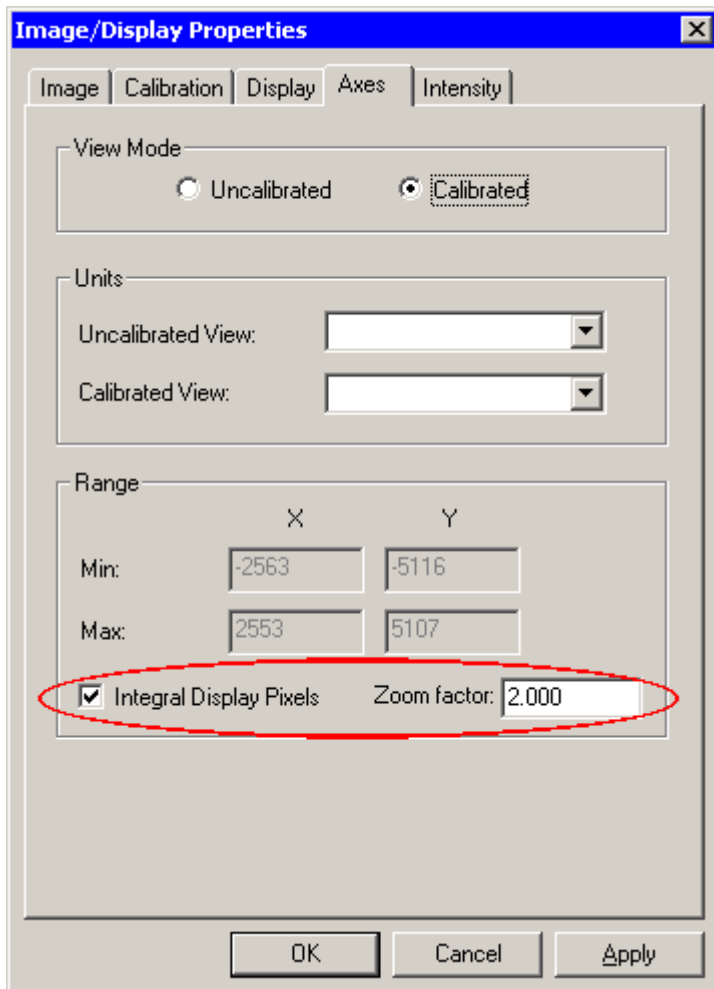 Image/Display Properties
Image Calibration Display Axes Intensity
View Mode
Uncalibrated Calibrated
Units
Uncalibrated View:
Calibrated View:
Range
X Y
Min: -2563 -5116
Max: 2553 5107
Integral Display Pixels Zoom factor: 2.000
OK Cancel Apply